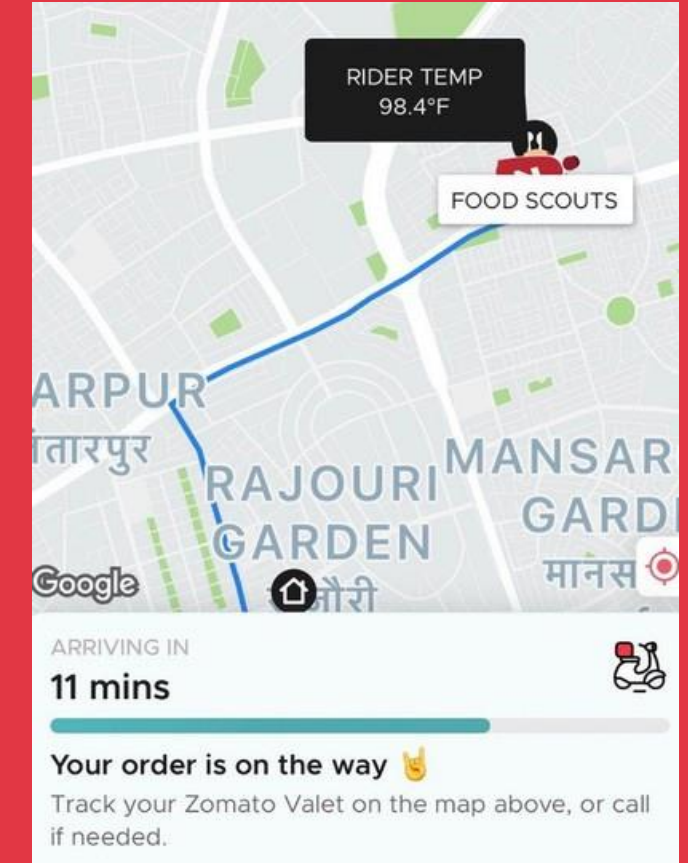 RIDER TEMP
98.4°F
FOOD SCOUTS
ARPUR
तारपुर
RAJOURI
GARDEN
जौरी
MANSAR
GARD
मानस
Google
ARRIVING IN
11 mins
Your order is on the way 🤘
Track your Zomato Valet on the map above, or call
if needed.